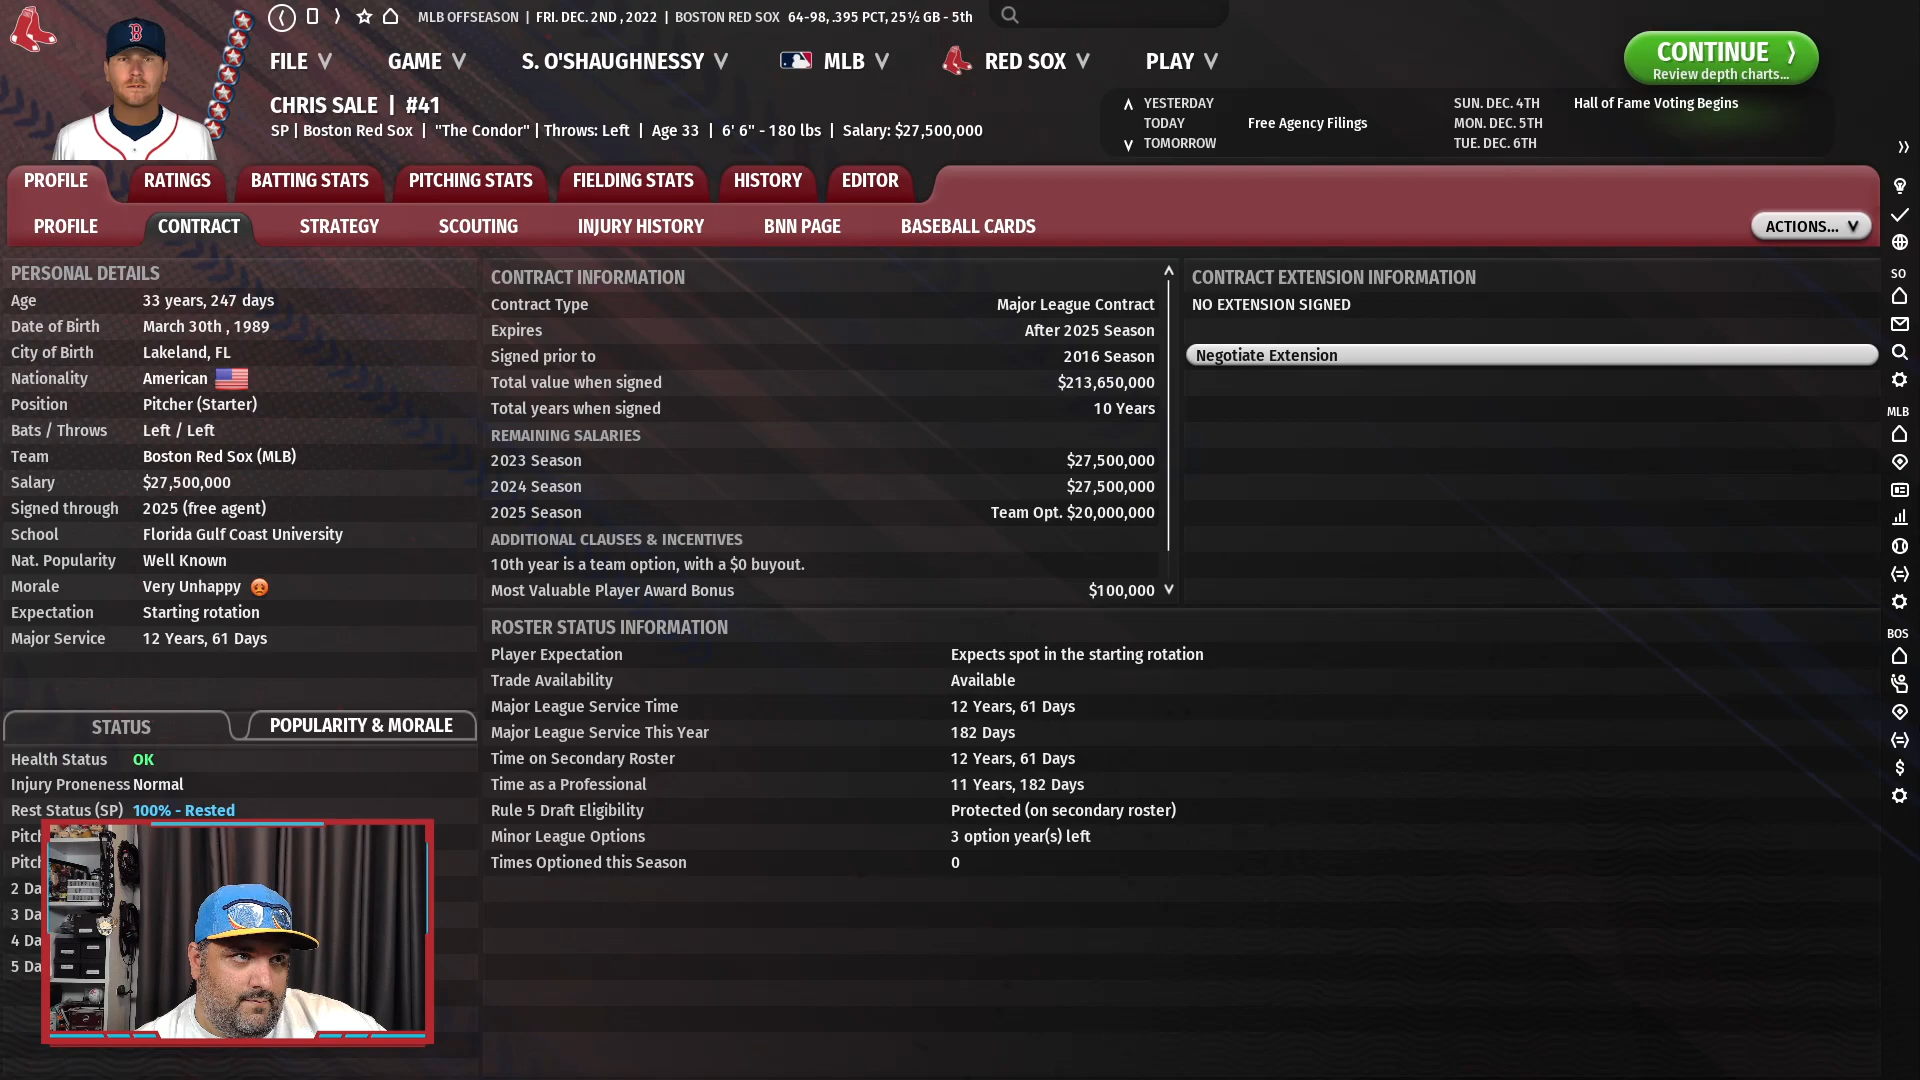 MLB OFFSEASON | FRI. DEC. 2ND , 2022 | BOSTON RED SOX 64-98, .395 PCT, 25½ GB - 5th
FILE GAME S. O'SHAUGHNESSY MLB RED SOX PLAY
CONTINUE
Review depth charts...
CHRIS SALE | #41
SP | Boston Red Sox | "The Condor" | Throws: Left | Age 33 | 6' 6" - 180 lbs | Salary: $27,500,000
YESTERDAY
TODAY Free Agency Filings
TOMORROW
SUN. DEC. 4TH Hall of Fame Voting Begins
MON. DEC. 5TH
TUE. DEC. 6TH
PROFILE RATINGS BATTING STATS PITCHING STATS FIELDING STATS HISTORY EDITOR
PROFILE CONTRACT STRATEGY SCOUTING INJURY HISTORY BNN PAGE BASEBALL CARDS
ACTIONS...
PERSONAL DETAILS
Age 33 years, 247 days
Date of Birth March 30th , 1989
City of Birth Lakeland, FL
Nationality American
Position Pitcher (Starter)
Bats / Throws Left / Left
Team Boston Red Sox (MLB)
Salary $27,500,000
Signed through 2025 (free agent)
School Florida Gulf Coast University
Nat. Popularity Well Known
Morale Very Unhappy
Expectation Starting rotation
Major Service 12 Years, 61 Days
STATUS POPULARITY & MORALE
Health Status OK
Injury Proneness Normal
Rest Status (SP) 100% - Rested
Pitch
Pitch
2 Da
3 Da
4 Da
5 Da
CONTRACT INFORMATION
Contract Type Major League Contract
Expires After 2025 Season
Signed prior to 2016 Season
Total value when signed $213,650,000
Total years when signed 10 Years
REMAINING SALARIES
2023 Season $27,500,000
2024 Season $27,500,000
2025 Season Team Opt. $20,000,000
ADDITIONAL CLAUSES & INCENTIVES
10th year is a team option, with a $0 buyout.
Most Valuable Player Award Bonus $100,000
CONTRACT EXTENSION INFORMATION
NO EXTENSION SIGNED
Negotiate Extension
ROSTER STATUS INFORMATION
Player Expectation Expects spot in the starting rotation
Trade Availability Available
Major League Service Time 12 Years, 61 Days
Major League Service This Year 182 Days
Time on Secondary Roster 12 Years, 61 Days
Time as a Professional 11 Years, 182 Days
Rule 5 Draft Eligibility Protected (on secondary roster)
Minor League Options 3 option year(s) left
Times Optioned this Season 0
SO
MLB
BOS